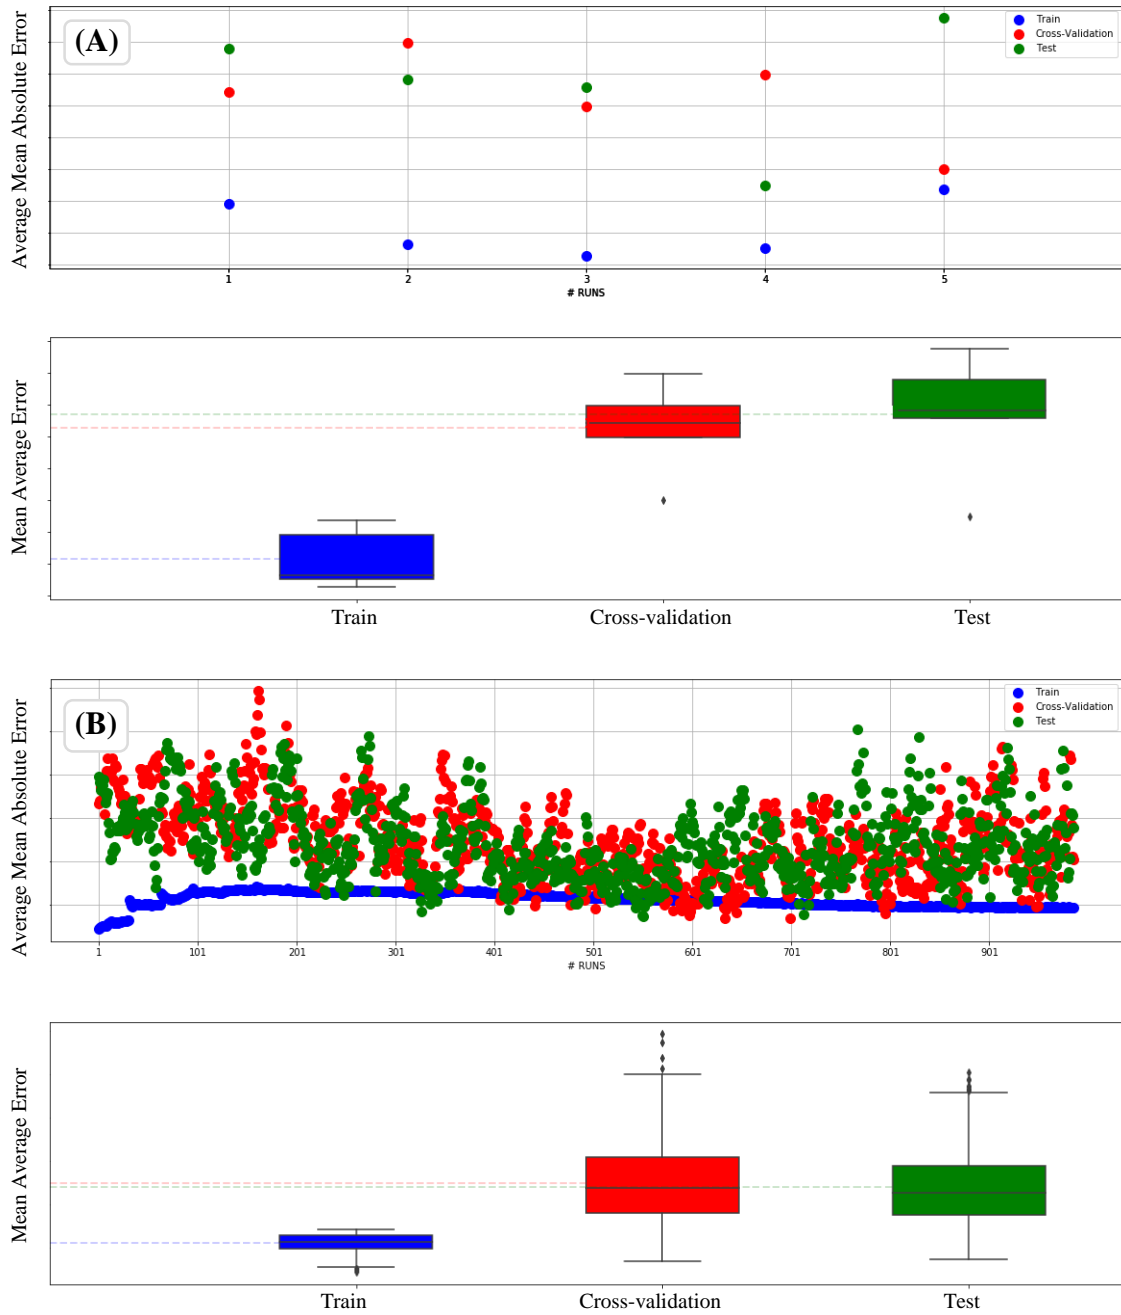 (A)
Average Mean Absolute Error
Train
Cross-Validation
Test
1 2 3 4 5
# RUNS
Mean Average Error
Train Cross-validation Test
(B)
Average Mean Absolute Error
Train
Cross-Validation
Test
1 101 201 301 401 501 601 701 801 901
# RUNS
Mean Average Error
Train Cross-validation Test